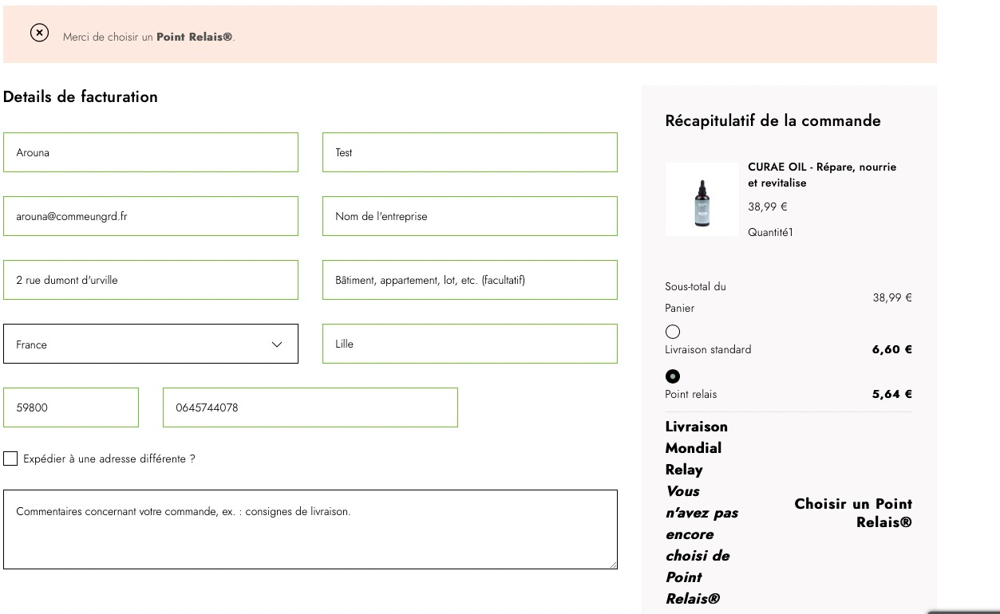 Merci de choisir un Point Relais®.
Details de facturation
Arouna
Test
arouna@commeungrd.fr
Nom de l'entreprise
2 rue dumont d'urville
Bâtiment, appartement, lot, etc. (facultatif)
France
Lille
59800
0645744078
Expédier à une adresse différente ?
Commentaires concernant votre commande, ex. : consignes de livraison.
Récapitulatif de la commande
CURAE OIL - Répare, nourrie
et revitalise
38,99 €
Quantité1
Sous-total du
Panier
38,99 €
Livraison standard
6,60 €
Point relais
5,64 €
Livraison
Mondial
Relay
Vous
n'avez pas
encore
choisi de
Point
Relais®
Choisir un Point
Relais®